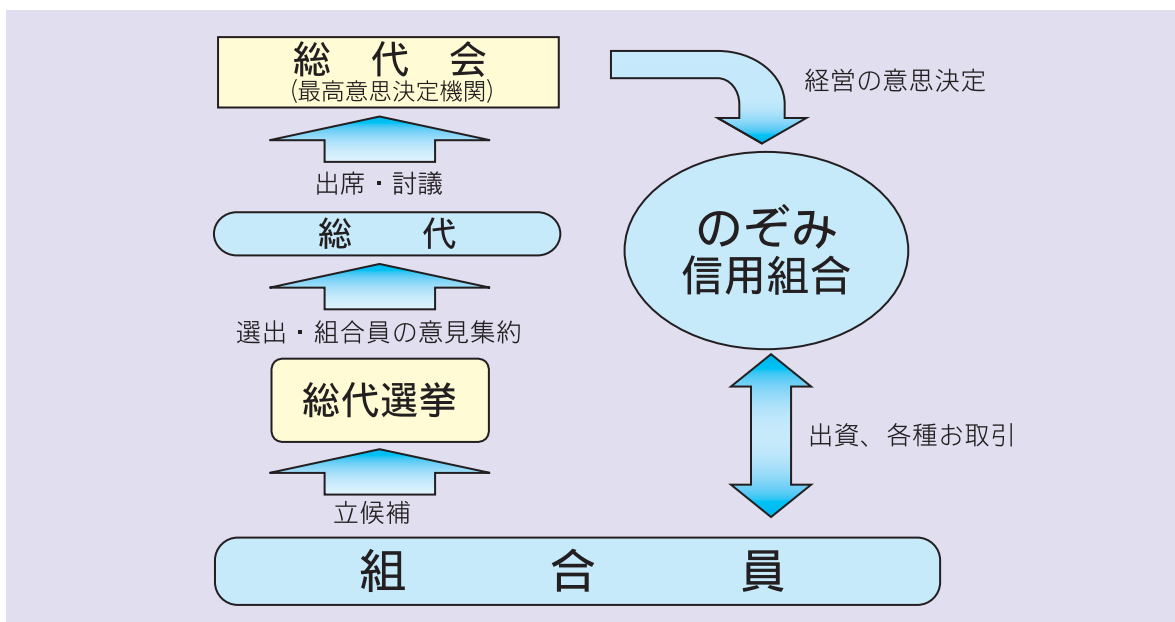 総代会
(最高意思決定機関)
経営の意思決定
出席・討議
総代
のぞみ
信用組合
選出・組合員の意見集約
総代選挙
出資、各種お取引
立候補
組合員